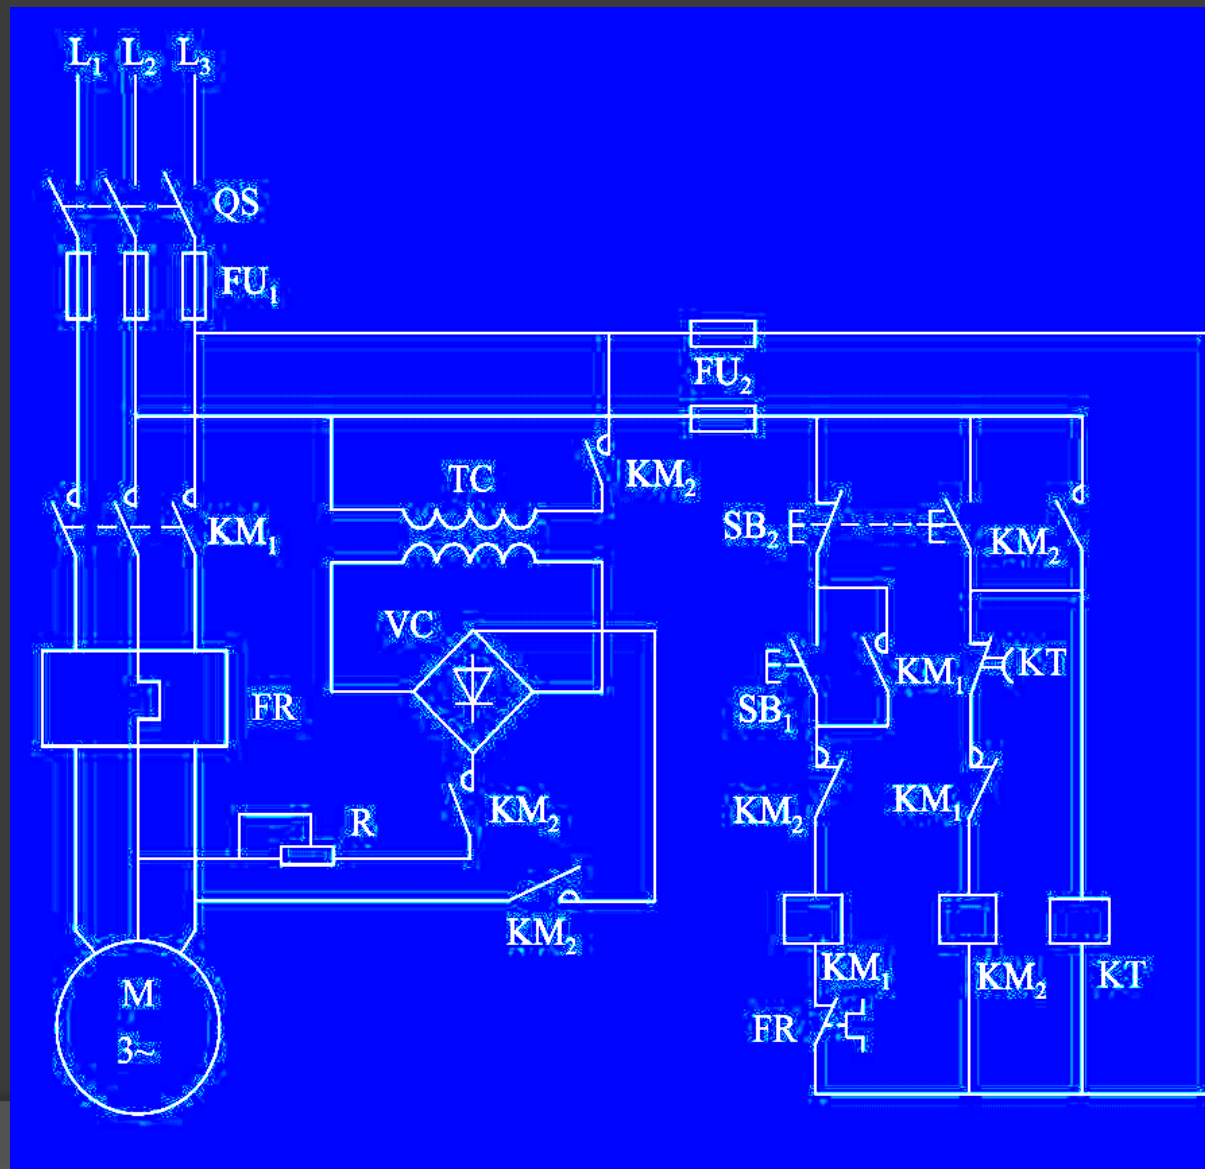 L₁ L₂ L₃
QS
FU₁
FU₂
TC
KM₂
KM₁
SB₂
KM₂
VC
KM₁
KT
FR
SB₁
KM₂
KM₂
KM₁
R
KM₂
KM₁
KM₂
KT
M
3~
FR